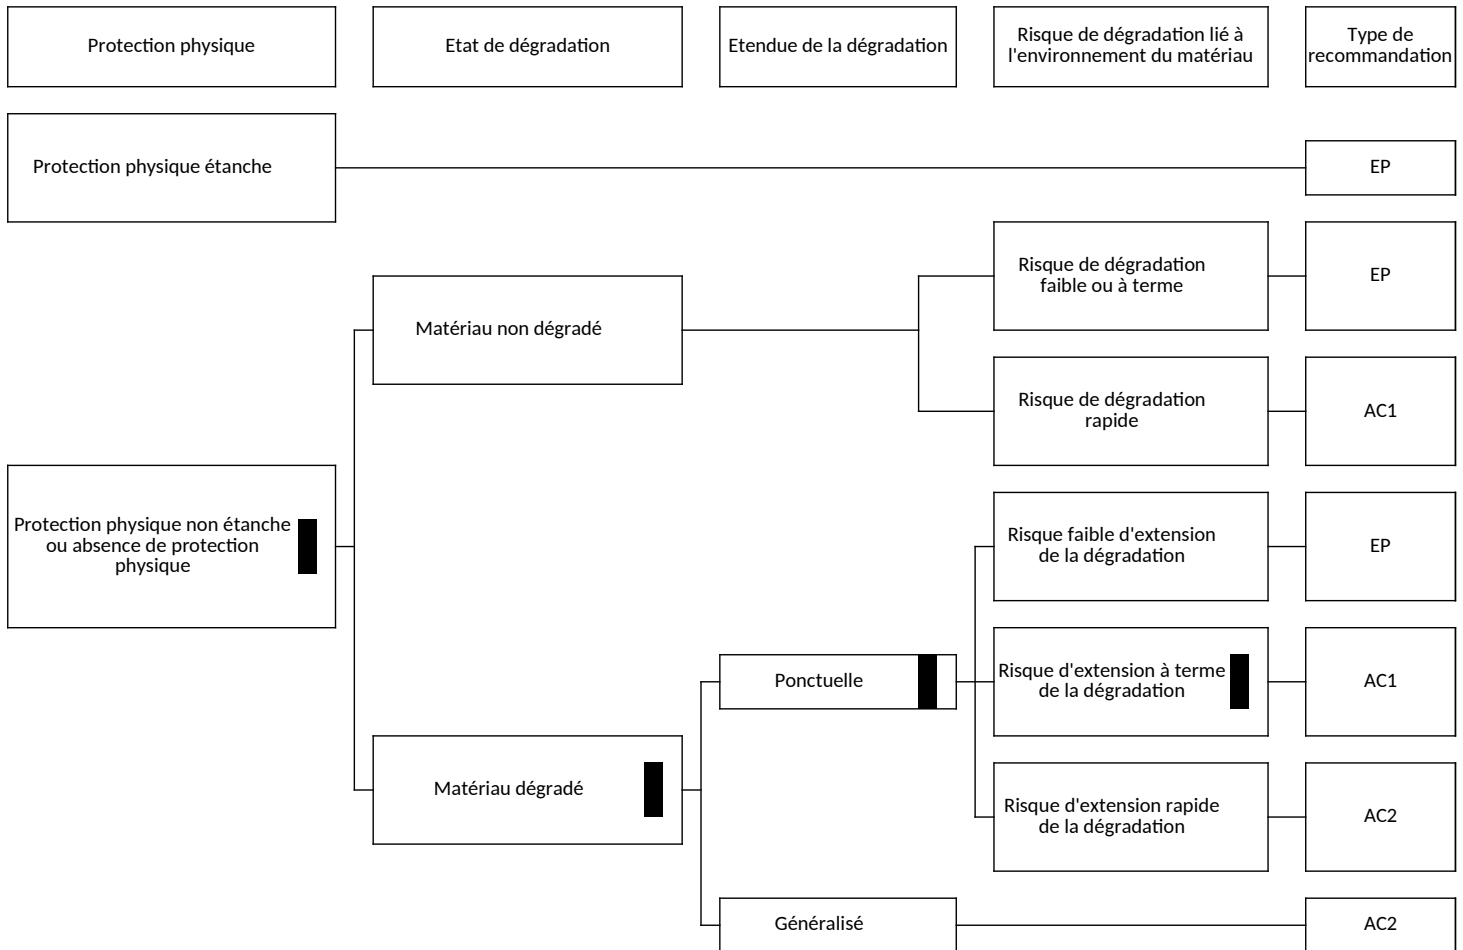 Protection physique
Etat de dégradation
Etendue de la dégradation
Risque de dégradation lié à
l'environnement du matériau
Type de
recommandation
Protection physique étanche
EP
Risque de dégradation
faible ou à terme
EP
Matériau non dégradé
Risque de dégradation
rapide
AC1
Protection physique non étanche
ou absence de protection
physique
Risque faible d'extension
de la dégradation
EP
Ponctuelle
Risque d'extension à terme
de la dégradation
AC1
Matériau dégradé
Risque d'extension rapide
de la dégradation
AC2
Généralisé
AC2